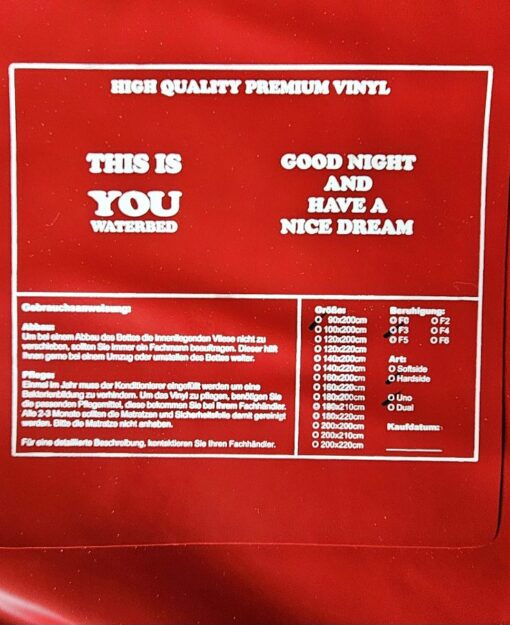 HIGH QUALITY PREMIUM VINYL
THIS IS
YOU
WATERBED
GOOD NIGHT
AND
HAVE A
NICE DREAM
Gebrauchsanweisung:
Abbau:
Um bei einem Abbau des Bettes die innenliegenden Vliese nicht zu
verschieben, sollten Sie immer ein Fachmann beauftragen. Dieser hilft
Ihnen gerne bei einem Umzug oder umstellen des Bettes weiter.
Pflege:
Einmal im Jahr muss der Konditionierer eingefüllt werden um eine
Bakterienbildung zu verhindern. Um das Vinyl zu pflegen, benötigen Sie
die passenden Pflegemittel, diese bekommen Sie bei Ihrem Fachhändler.
Alle 2-3 Monate sollten die Matratzen und Sicherheitsfolie damit gereinigt
werden. Bitte die Matratze nicht anheben.
Für eine detaillierte Beschreibung, kontaktieren Sie Ihren Fachhändler.
Größe:
90x200cm
100x200cm
120x200cm
120x220cm
140x200cm
140x220cm
160x200cm
160x220cm
180x200cm
180x210cm
180x220cm
200x200cm
200x210cm
200x220cm
Beruhigung:
F0 F2
F3 F4
F5 F6
Art:
Softside
Hardside
Uno
Dual
Kaufdatum: